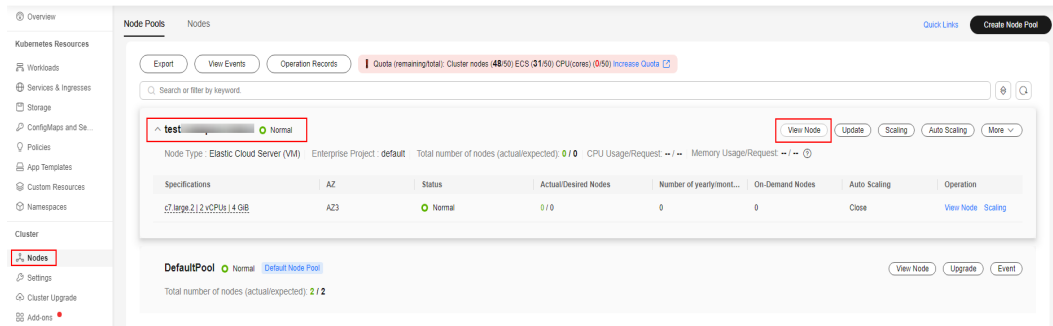 Overview
Kubernetes Resources
Workloads
Services & Ingresses
Storage
ConfigMaps and Se...
Policies
App Templates
Custom Resources
Namespaces
Cluster
Nodes
Settings
Cluster Upgrade
Add-ons
Node Pools Nodes
Quick Links Create Node Pool
Export View Events Operation Records Quota (remaining/total): Cluster nodes (48/50) ECS (31/50) CPU(cores) (0/50) Increase Quota
Search or filter by keyword.
test Normal View Node Update Scaling Auto Scaling More
Node Type : Elastic Cloud Server (VM) Enterprise Project : default Total number of nodes (actual/expected): 0 / 0 CPU Usage/Request: -- / -- Memory Usage/Request: -- / --
Specifications AZ Status Actual/Desired Nodes Number of yearly/mont... On-Demand Nodes Auto Scaling Operation
c7.large.2 | 2 vCPUs | 4 GiB AZ3 Normal 0 / 0 0 0 Close View Node Scaling
DefaultPool Normal Default Node Pool View Node Upgrade Event
Total number of nodes (actual/expected): 2 / 2